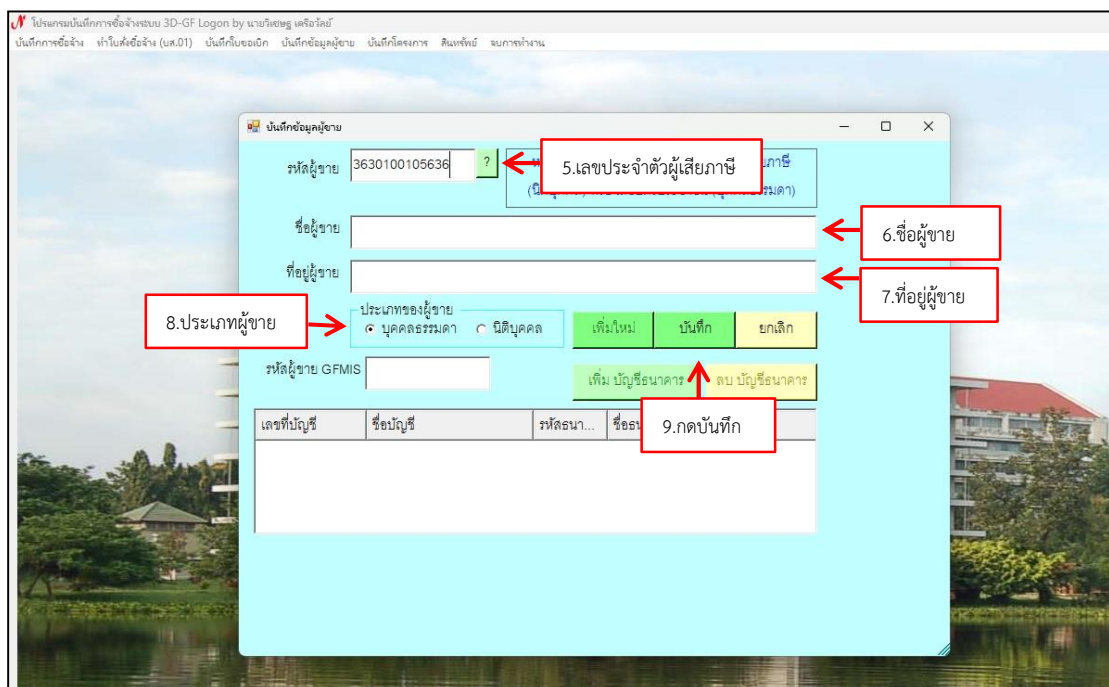 โปรแกรมบันทึกการซื้อจ้างระบบ 3D-GF Logon by นายวิเชษฐ เครือวัลย์
บันทึกการซื้อจ้าง ทำใบสั่งซื้อจ้าง (บส.01) บันทึกใบขอเบิก บันทึกข้อมูลผู้ขาย บันทึกโครงการ สินทรัพย์ จบการทำงาน
บันทึกข้อมูลผู้ขาย
รหัสผู้ขาย 3630100105636 ?
5.เลขประจำตัวผู้เสียภาษี
ชื่อผู้ขาย
6.ชื่อผู้ขาย
ที่อยู่ผู้ขาย
7.ที่อยู่ผู้ขาย
8.ประเภทผู้ขาย
ประเภทของผู้ขาย
บุคคลธรรมดา นิติบุคคล
เพิ่มใหม่ บันทึก ยกเลิก
รหัสผู้ขาย GFMIS
เพิ่ม บัญชีธนาคาร ลบ บัญชีธนาคาร
9.กดบันทึก
เลขที่บัญชี ชื่อบัญชี รหัสธนา...